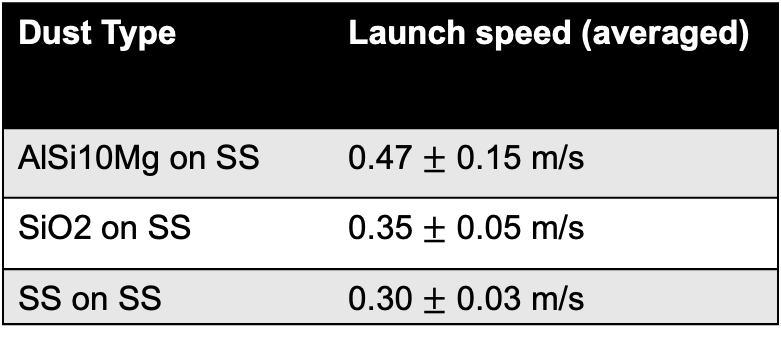 Dust Type Launch speed (averaged)
AlSi10Mg on SS 0.47 ± 0.15 m/s
SiO2 on SS 0.35 ± 0.05 m/s
SS on SS 0.30 ± 0.03 m/s